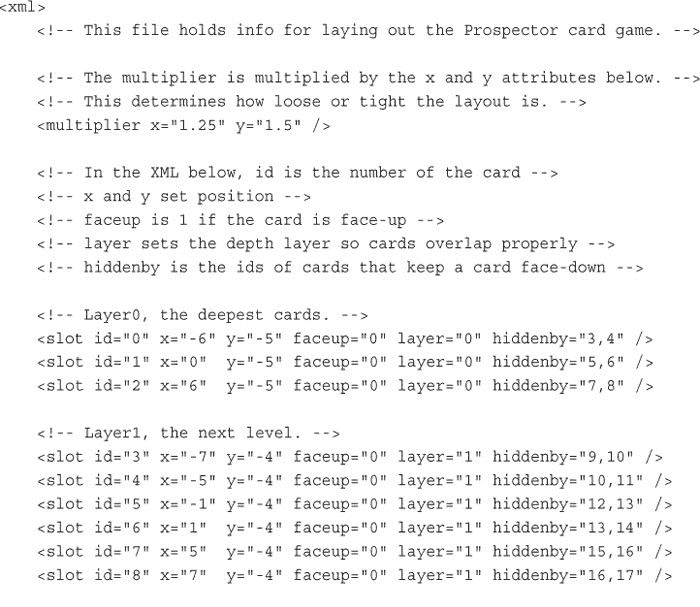 <xml>
<!-- This file holds info for laying out the Prospector card game. -->
<!-- The multiplier is multiplied by the x and y attributes below. -->
<!-- This determines how loose or tight the layout is. -->
<multiplier x="1.25" y="1.5" />
<!-- In the XML below, id is the number of the card -->
<!-- x and y set position -->
<!-- faceup is 1 if the card is face-up -->
<!-- layer sets the depth layer so cards overlap properly -->
<!-- hiddenby is the ids of cards that keep a card face-down -->
<!-- Layer0, the deepest cards. -->
<slot id="0" x="-6" y="-5" faceup="0" layer="0" hiddenby="3,4" />
<slot id="1" x="0"  y="-5" faceup="0" layer="0" hiddenby="5,6" />
<slot id="2" x="6"  y="-5" faceup="0" layer="0" hiddenby="7,8" />
<!-- Layer1, the next level. -->
<slot id="3" x="-7" y="-4" faceup="0" layer="1" hiddenby="9,10" />
<slot id="4" x="-5" y="-4" faceup="0" layer="1" hiddenby="10,11" />
<slot id="5" x="-1" y="-4" faceup="0" layer="1" hiddenby="12,13" />
<slot id="6" x="1"  y="-4" faceup="0" layer="1" hiddenby="13,14" />
<slot id="7" x="5"  y="-4" faceup="0" layer="1" hiddenby="15,16" />
<slot id="8" x="7"  y="-4" faceup="0" layer="1" hiddenby="16,17" />